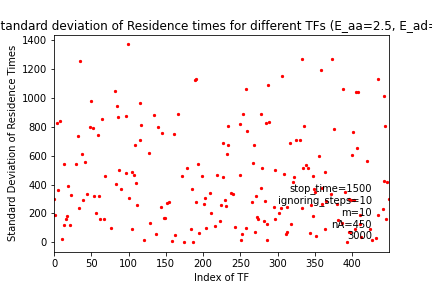 tandard deviation of Residence times for different TFs (E_aa=2.5, E_ad=
Standard Deviation of Residence Times
1400
1200
1000
800
600
400
200
0
stop_time=1500
ignoring_steps=10
m=10
nA=450
3000
0 50 100 150 200 250 300 350 400
Index of TF